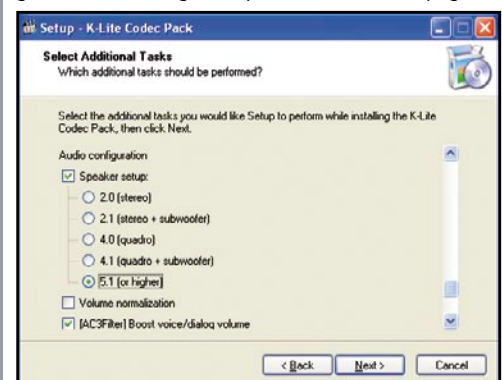 Setup - K-Lite Codec Pack
Select Additional Tasks
Which additional tasks should be performed?
Select the additional tasks you would like Setup to perform while installing the K-Lite
Codec Pack, then click Next.
Audio configuration
Speaker setup:
2.0 (stereo)
2.1 (stereo + subwoofer)
4.0 (quadro)
4.1 (quadro + subwoofer)
5.1 (or higher)
Volume normalization
[AC3Filter] Boost voice/dialog volume
< Back Next > Cancel